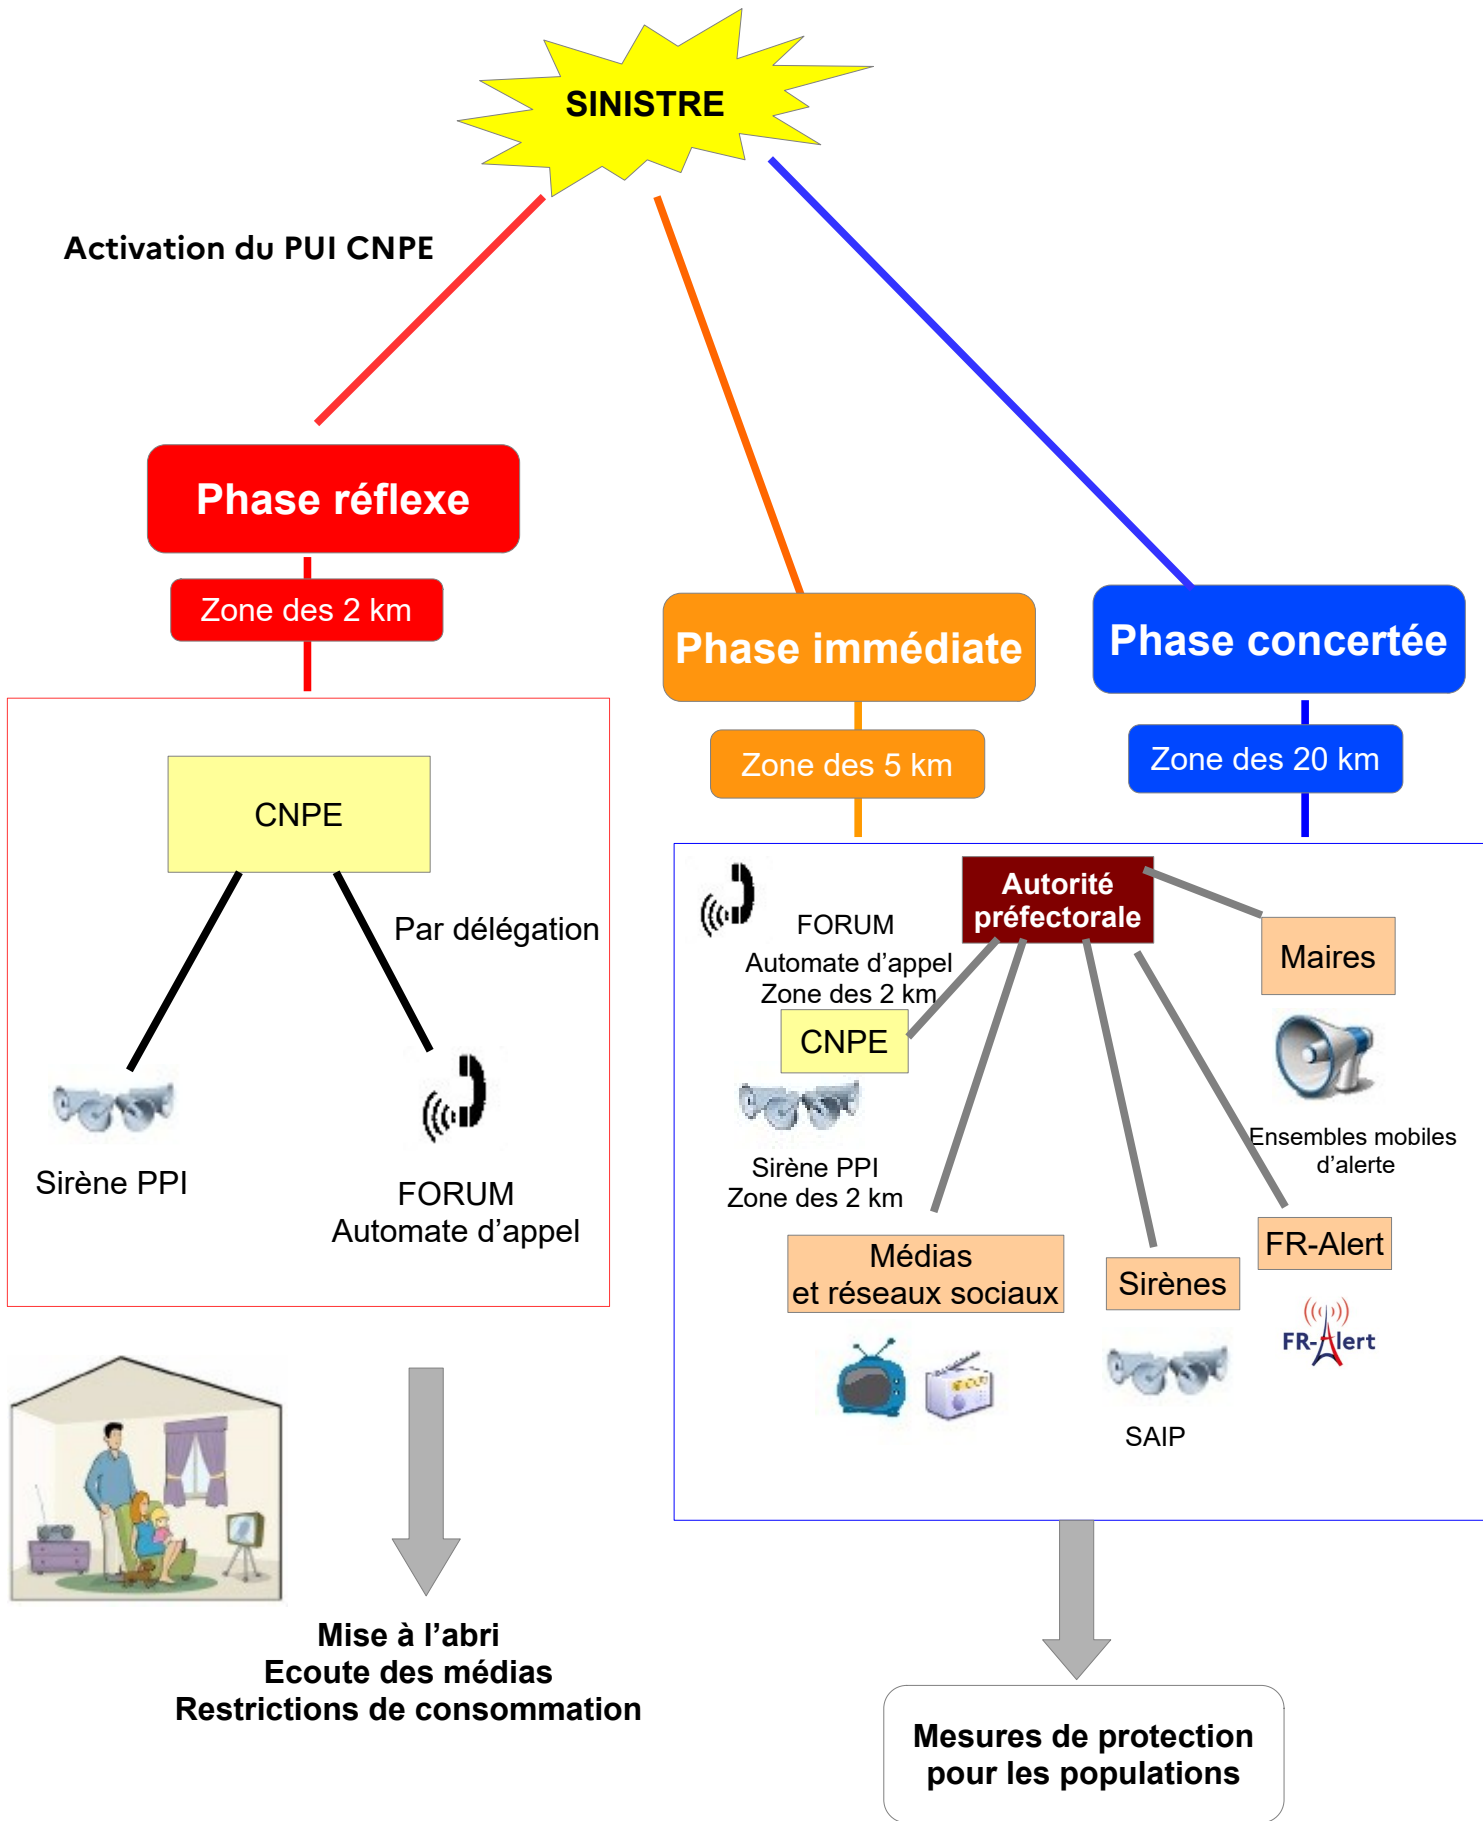 SINISTRE
Activation du PUI CNPE
Phase réflexe
Zone des 2 km
CNPE
Par délégation
Sirène PPI
FORUM
Automate d’appel
Mise à l’abri
Ecoute des médias
Restrictions de consommation
Phase immédiate
Zone des 5 km
Phase concertée
Zone des 20 km
Autorité
préfectorale
FORUM
Automate d’appel
Zone des 2 km
CNPE
Sirène PPI
Zone des 2 km
Maires
Ensembles mobiles
d’alerte
Médias
et réseaux sociaux
Sirènes
SAIP
FR-Alert
FR-Alert
Mesures de protection
pour les populations